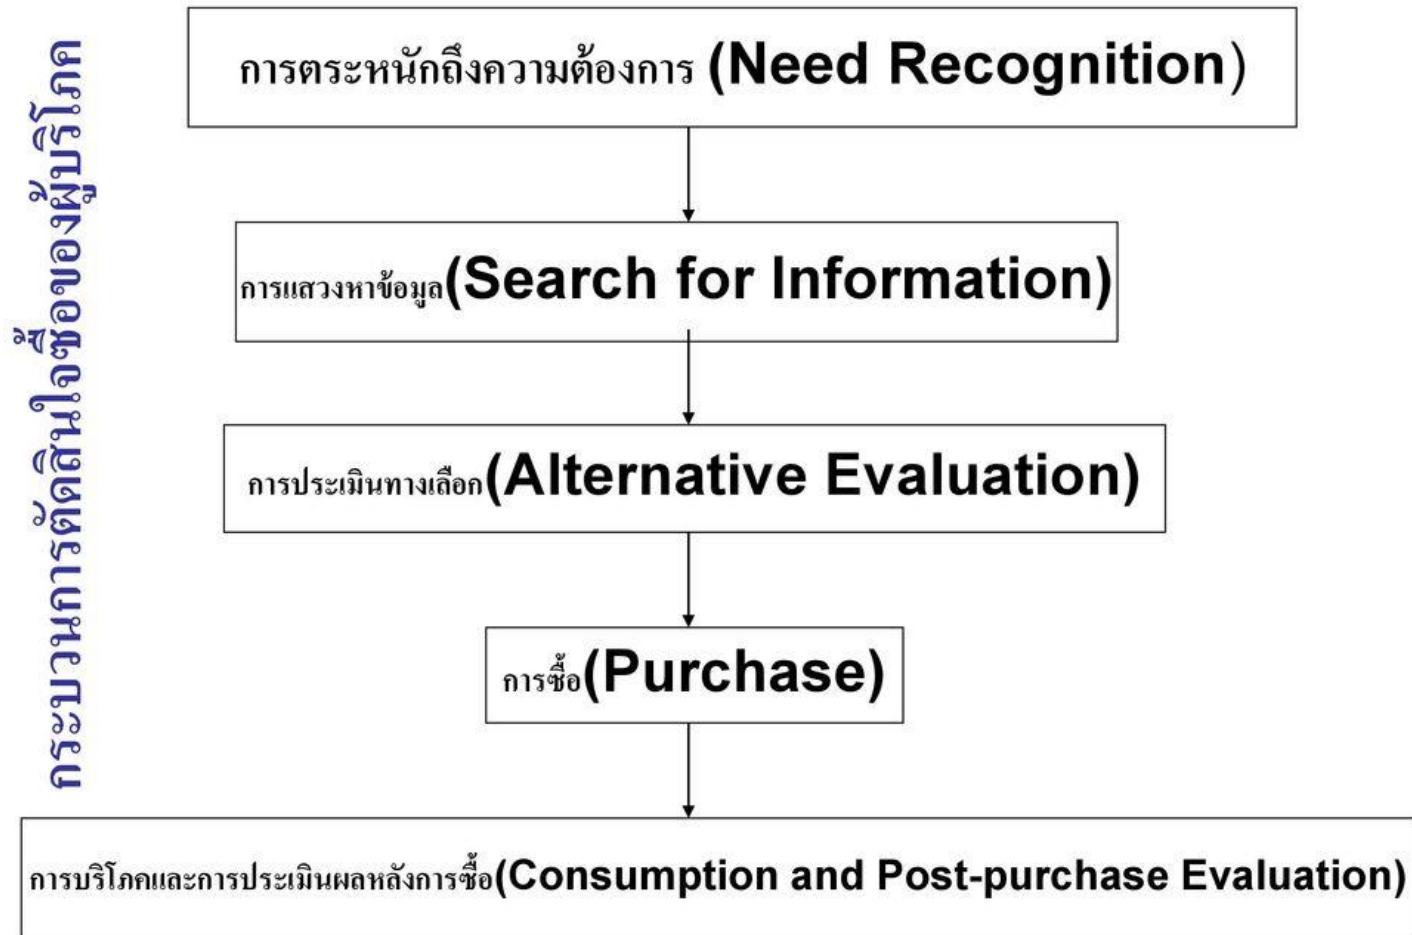 กระบวนการตัดสินใจซื้อของผู้บริโภค
การตระหนักถึงความต้องการ (Need Recognition)
การแสวงหาข้อมูล(Search for Information)
การประเมินทางเลือก(Alternative Evaluation)
การซื้อ(Purchase)
การบริโภคและการประเมินผลหลังการซื้อ(Consumption and Post-purchase Evaluation)